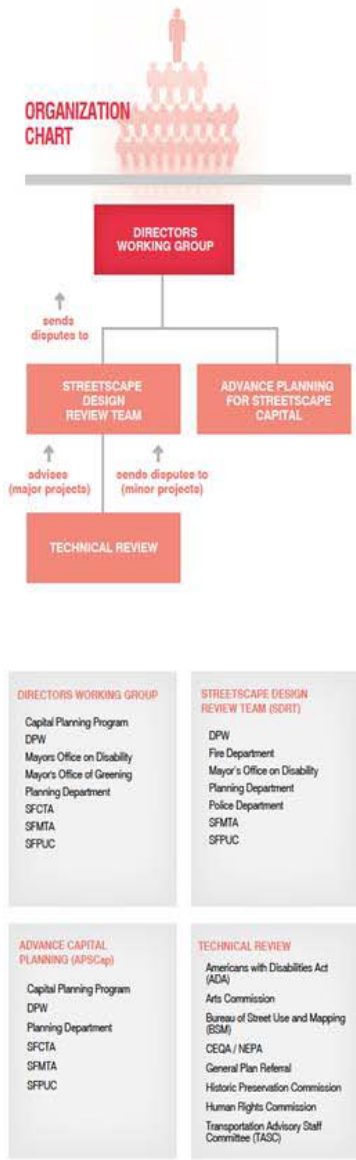 ORGANIZATION
CHART
DIRECTORS
WORKING GROUP
sends
disputes to
STREETSCAPE
DESIGN
REVIEW TEAM
ADVANCE PLANNING
FOR STREETSCAPE
CAPITAL
advises
(major projects)
sends disputes to
(minor projects)
TECHNICAL REVIEW
DIRECTORS WORKING GROUP
Capital Planning Program
DPW
Mayors Office on Disability
Mayor's Office of Greening
Planning Department
SFCTA
SFMTA
SFPUC
STREETSCAPE DESIGN
REVIEW TEAM (SDRT)
DPW
Fire Department
Mayor's Office on Disability
Planning Department
Police Department
SFMTA
SFPUC
ADVANCE CAPITAL
PLANNING (APSCap)
Capital Planning Program
DPW
Planning Department
SFCTA
SFMTA
SFPUC
TECHNICAL REVIEW
Americans with Disabilities Act
(ADA)
Arts Commission
Bureau of Street Use and Mapping
(BSM)
CEQA / NEPA
General Plan Referral
Historic Preservation Commission
Human Rights Commission
Transportation Advisory Staff
Committee (TASC)